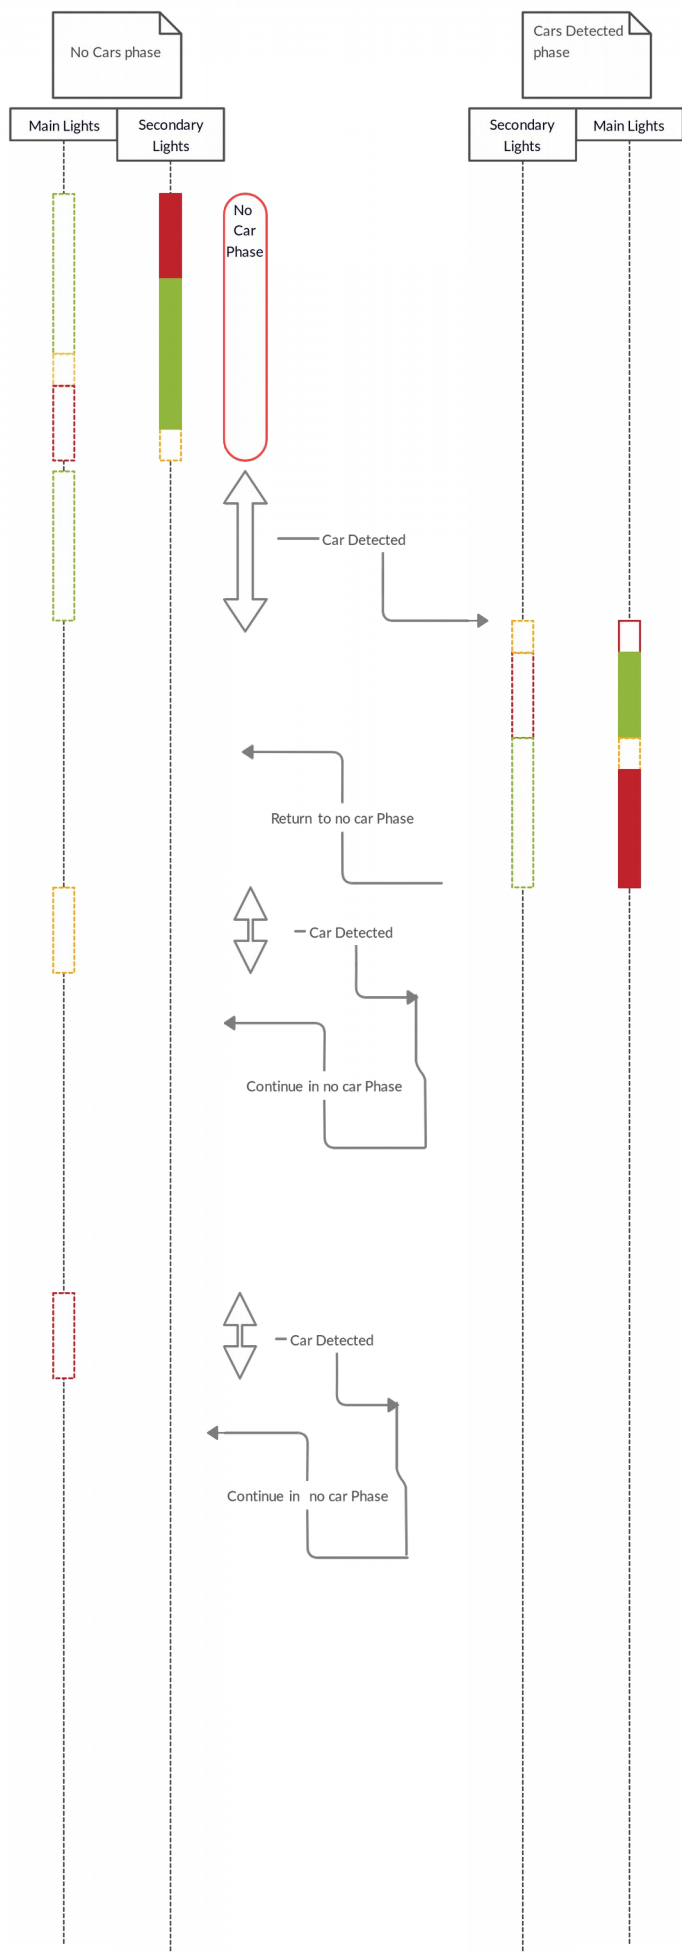 No Cars phase
Cars Detected
phase
Main Lights
Secondary
Lights
Secondary
Lights
Main Lights
No
Car
Phase
Car Detected
Return to no car Phase
Car Detected
Continue in no car Phase
Car Detected
Continue in no car Phase